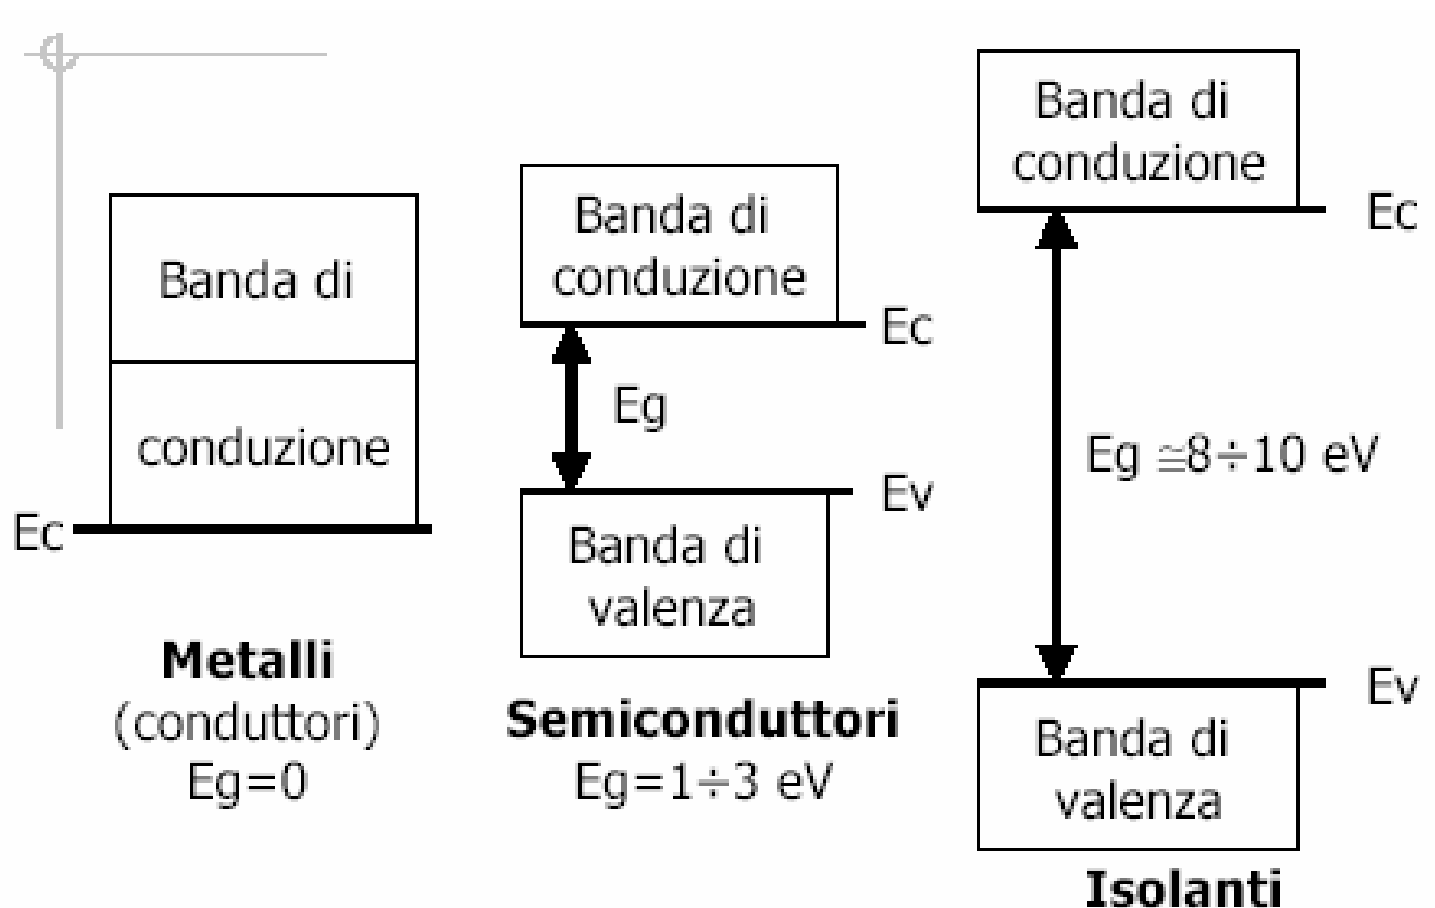 Banda di
conduzione
Ec
Metalli
(conduttori)
Eg=0
Banda di
conduzione
Ec
Eg
Ev
Banda di
valenza
Semiconduttori
Eg=1÷3 eV
Banda di
conduzione
Ec
Eg ≅8÷10 eV
Ev
Banda di
valenza
Isolanti